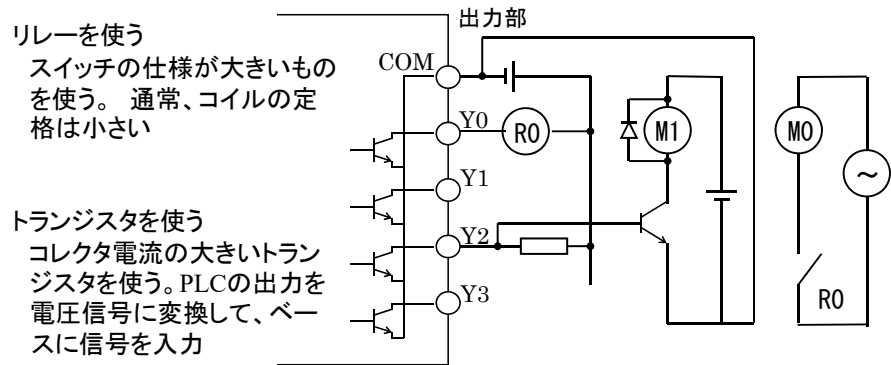 リレーを使う
スイッチの仕様が大きいもの
を使う。 通常、コイルの定
格は小さい
トランジスタを使う
コレクタ電流の大きいトラン
ジスタを使う。PLCの出力を
電圧信号に変換して、ベー
スに信号を入力
出力部
COM
Y0
Y1
Y2
Y3
R0
M1
M0
~
R0